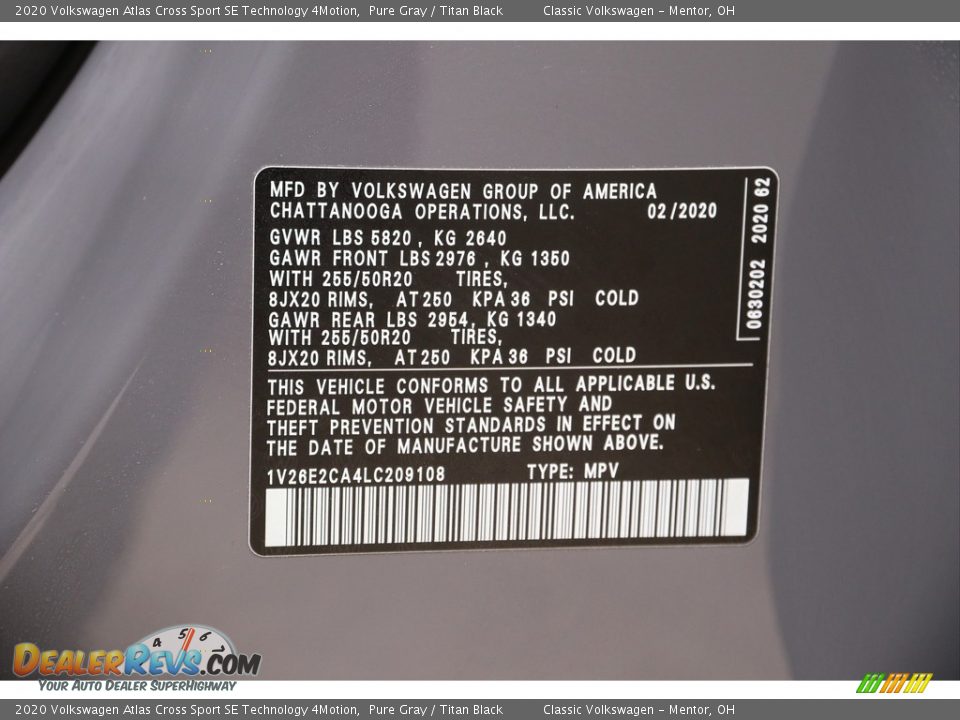 2020 Volkswagen Atlas Cross Sport SE Technology 4Motion, Pure Gray / Titan Black Classic Volkswagen – Mentor, OH
MFD BY VOLKSWAGEN GROUP OF AMERICA
CHATTANOOGA OPERATIONS, LLC. 02/2020
GVWR LBS 5820, KG 2640
GAWR FRONT LBS 2976, KG 1350
WITH 255/50R20 TIRES,
8JX20 RIMS, AT 250 KPA 36 PSI COLD
GAWR REAR LBS 2954, KG 1340
WITH 255/50R20 TIRES,
8JX20 RIMS, AT 250 KPA 36 PSI COLD
0630202 2020 62
THIS VEHICLE CONFORMS TO ALL APPLICABLE U.S.
FEDERAL MOTOR VEHICLE SAFETY AND
THEFT PREVENTION STANDARDS IN EFFECT ON
THE DATE OF MANUFACTURE SHOWN ABOVE.
1V26E2CA4LC209108 TYPE: MPV
4 5 6 7
DealerRevs.com
Your Auto Dealer SuperHighway
2020 Volkswagen Atlas Cross Sport SE Technology 4Motion, Pure Gray / Titan Black Classic Volkswagen – Mentor, OH